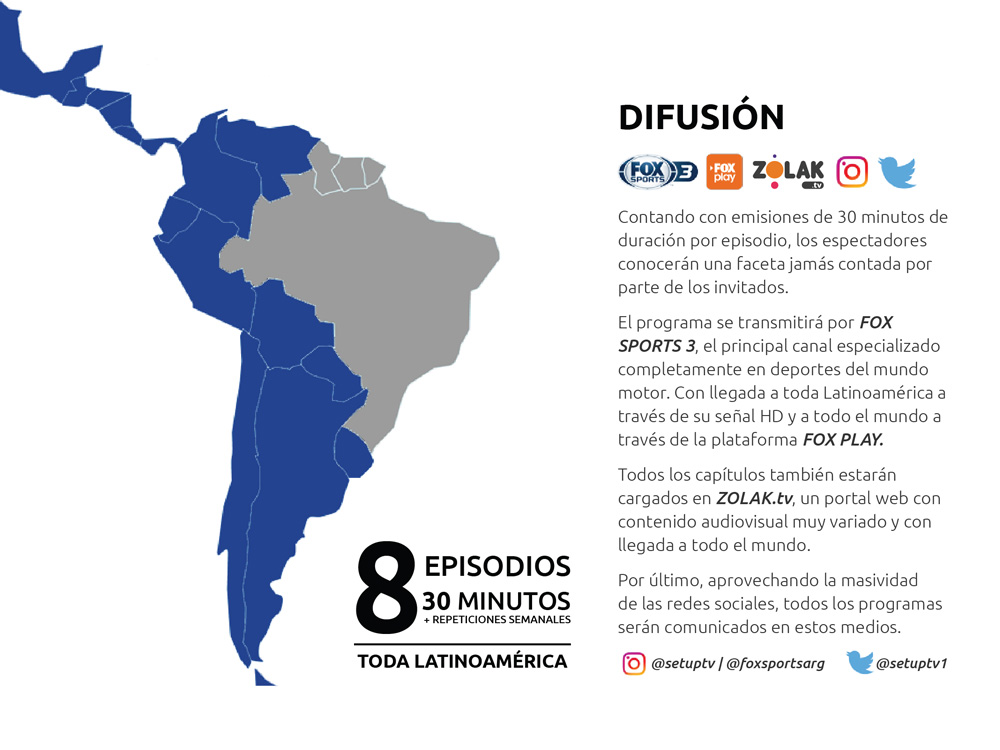 DIFUSIÓN
FOX SPORTS 3
FOX play
ZOLAK .tv
Contando con emisiones de 30 minutos de
duración por episodio, los espectadores
conocerán una faceta jamás contada por
parte de los invitados.
El programa se transmitirá por FOX
SPORTS 3, el principal canal especializado
completamente en deportes del mundo
motor. Con llegada a toda Latinoamérica a
través de su señal HD y a todo el mundo a
través de la plataforma FOX PLAY.
Todos los capítulos también estarán
cargados en ZOLAK.tv, un portal web con
contenido audiovisual muy variado y con
llegada a todo el mundo.
Por último, aprovechando la masividad
de las redes sociales, todos los programas
serán comunicados en estos medios.
@setuptv | @foxsportsarg @setuptv1
8 EPISODIOS
30 MINUTOS
+ REPETICIONES SEMANALES
TODA LATINOAMÉRICA